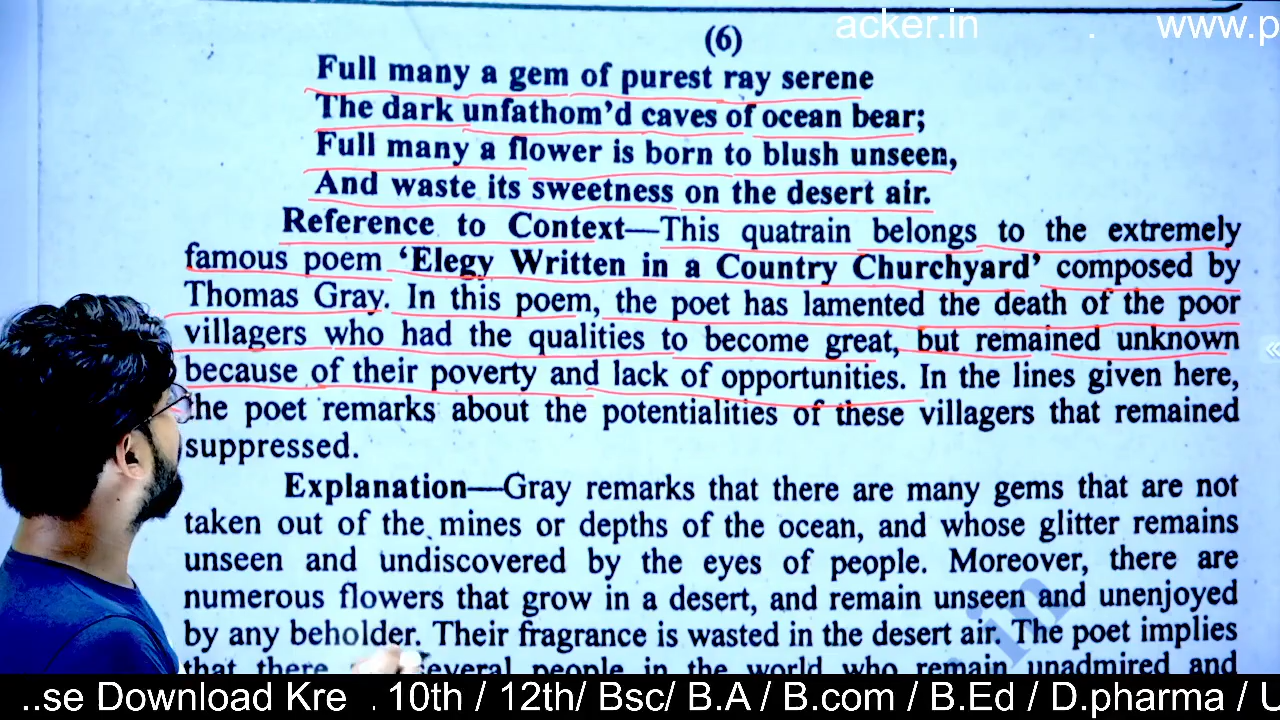 acker.in . www.p
(6)
Full many a gem of purest ray serene
The dark unfathom'd caves of ocean bear;
Full many a flower is born to blush unseen,
And waste its sweetness on the desert air.
Reference to Context—This quatrain belongs to the extremely
famous poem ‘Elegy Written in a Country Churchyard’ composed by
Thomas Gray. In this poem, the poet has lamented the death of the poor
villagers who had the qualities to become great, but remained unknown
because of their poverty and lack of opportunities. In the lines given here,
the poet remarks about the potentialities of these villagers that remained
suppressed.
Explanation—Gray remarks that there are many gems that are not
taken out of the mines or depths of the ocean, and whose glitter remains
unseen and undiscovered by the eyes of people. Moreover, there are
numerous flowers that grow in a desert, and remain unseen and unenjoyed
by any beholder. Their fragrance is wasted in the desert air. The poet implies
that there several people in the world who remain unadmired and
..se Download Kre . 10th / 12th/ Bsc/ B.A / B.com / B.Ed / D.pharma / U